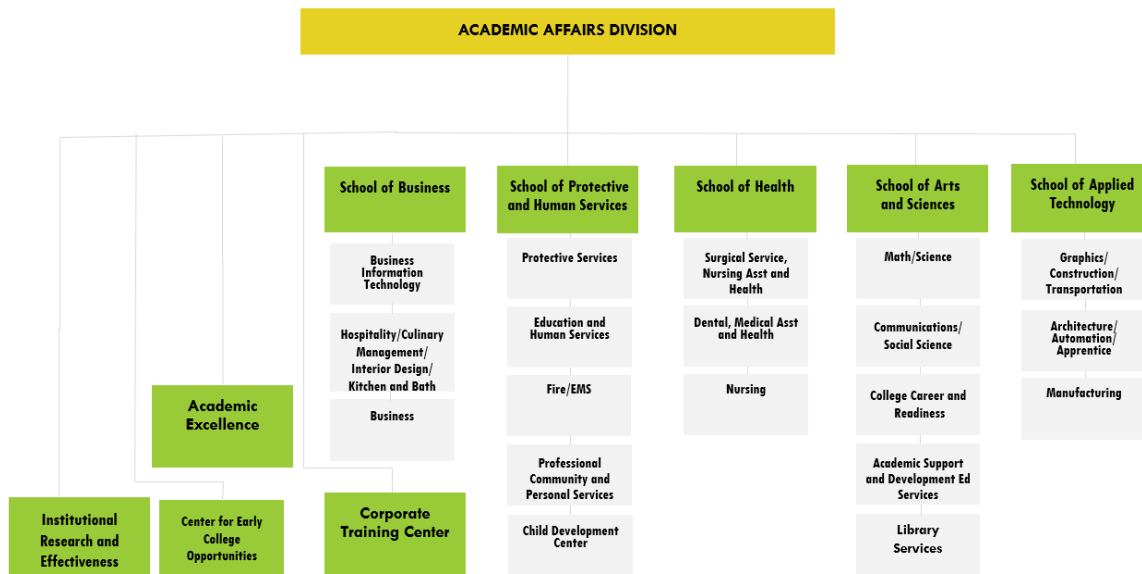 ACADEMIC AFFAIRS DIVISION
School of Business
School of Protective
and Human Services
School of Health
School of Arts
and Sciences
School of Applied
Technology
Business
Information
Technology
Hospitality/Culinary
Management/
Interior Design/
Kitchen and Bath
Business
Protective Services
Education and
Human Services
Fire/EMS
Professional
Community and
Personal Services
Child Development
Center
Surgical Service,
Nursing Asst and
Health
Dental, Medical Asst
and Health
Nursing
Math/Science
Communications/
Social Science
College Career and
Readiness
Academic Support
and Development Ed
Services
Library
Services
Graphics/
Construction/
Transportation
Architecture/
Automation/
Apprentice
Manufacturing
Academic
Excellence
Institutional
Research and
Effectiveness
Center for Early
College
Opportunities
Corporate
Training Center